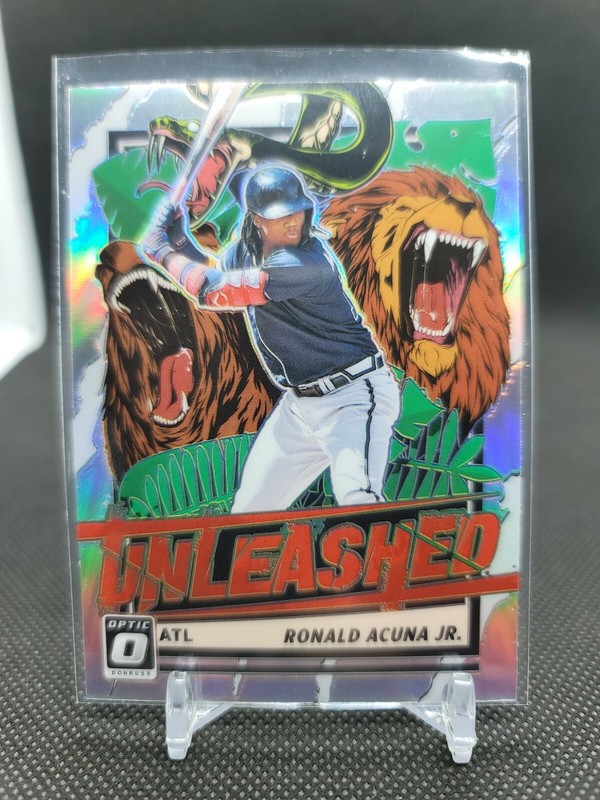 UNLEASHED
ATL RONALD ACUNA JR.
OPTIC
O
DONRUSS